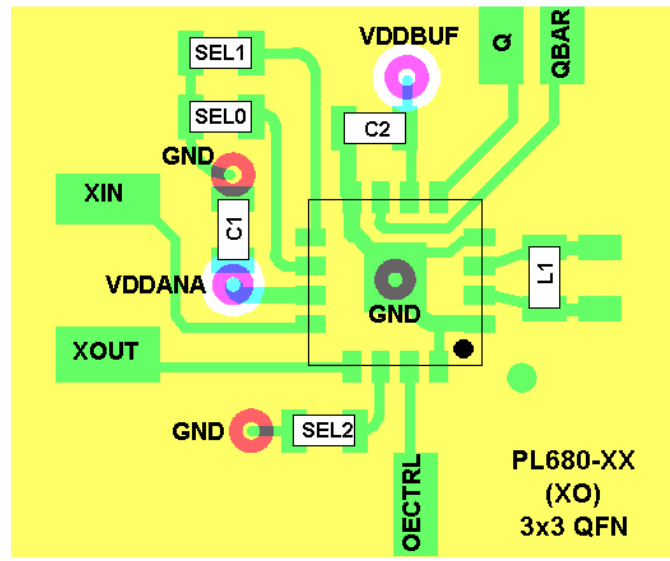 SEL1
VDDBUF
Q
QBAR
SEL0
C2
GND
XIN
C1
L1
VDDANA
GND
XOUT
GND
SEL2
OECTRL
PL680-XX
(XO)
3x3 QFN